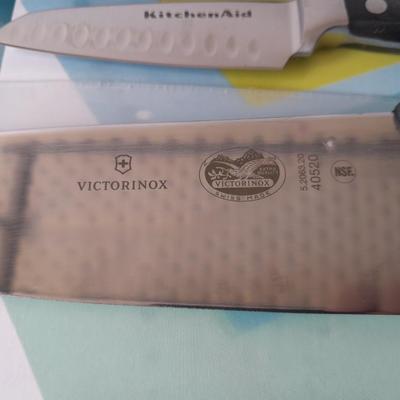 KitchenAid
VICTORINOX
VICTORINOX
SWISS MADE
5.2063.20
40520
NSF.